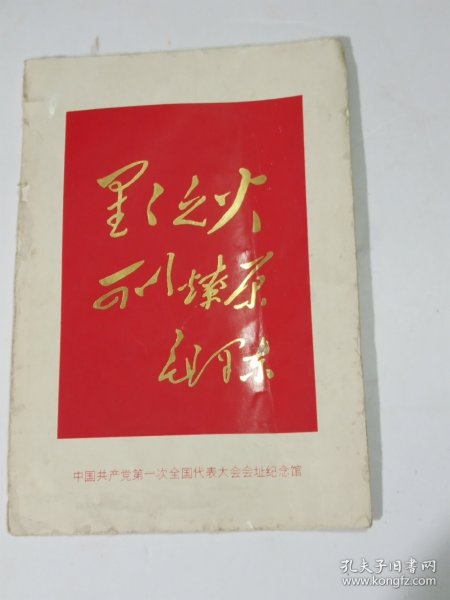 星星之火
可以燎原
毛泽东
中国共产党第一次全国代表大会会址纪念馆
孔夫子旧书网
www.kongfz.com